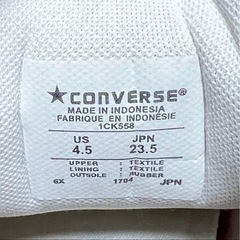 ★CONVERSE®
MADE IN INDONESIA
FABRIQUE EN INDONÉSIE
1CK558
US JPN
4.5 23.5
UPPER : TEXTILE
LINING : TEXTILE
OUTSOLE : RUBBER
6X 1704 JPN